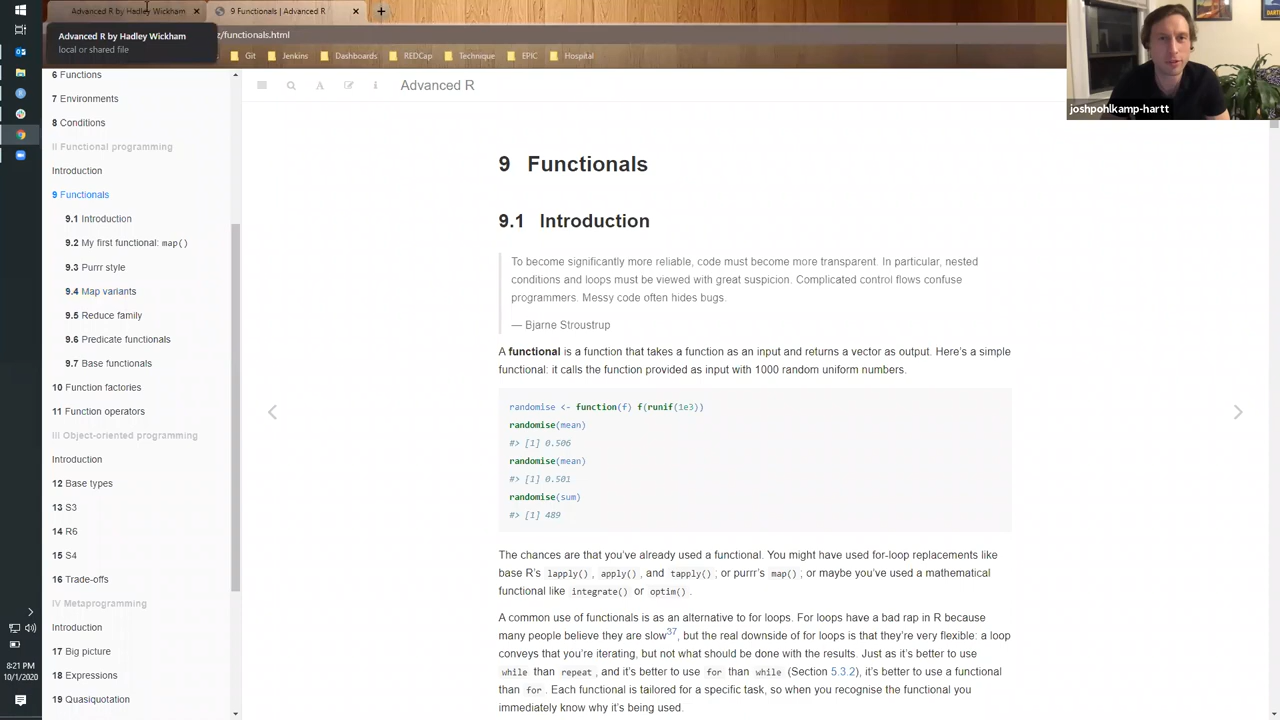 Advanced R by Hadley Wickham
9 Functionals | Advanced R
Advanced R by Hadley Wickham
local or shared file
z/functionals.html
Git
Jenkins
Dashboards
REDCap
Technique
EPIC
Hospital
6 Functions
7 Environments
8 Conditions
II Functional programming
Introduction
9 Functionals
9.1 Introduction
9.2 My first functional: map()
9.3 Purrr style
9.4 Map variants
9.5 Reduce family
9.6 Predicate functionals
9.7 Base functionals
10 Function factories
11 Function operators
III Object-oriented programming
Introduction
12 Base types
13 S3
14 R6
15 S4
16 Trade-offs
IV Metaprogramming
Introduction
17 Big picture
18 Expressions
19 Quasiquotation
8:21 PM
10/1/2020
Advanced R
joshpohlkamp-hartt
9 Functionals
9.1 Introduction
To become significantly more reliable, code must become more transparent. In particular, nested
conditions and loops must be viewed with great suspicion. Complicated control flows confuse
programmers. Messy code often hides bugs.
— Bjarne Stroustrup
A functional is a function that takes a function as an input and returns a vector as output. Here's a simple
functional: it calls the function provided as input with 1000 random uniform numbers.
randomise <- function(f) f(runif(1e3))
randomise(mean)
#> [1] 0.506
randomise(mean)
#> [1] 0.501
randomise(sum)
#> [1] 489
The chances are that you've already used a functional. You might have used for-loop replacements like
base R's lapply(), apply(), and tapply(); or purrr's map(); or maybe you've used a mathematical
functional like integrate() or optim().
A common use of functionals is as an alternative to for loops. For loops have a bad rap in R because
many people believe they are slow37, but the real downside of for loops is that they're very flexible: a loop
conveys that you're iterating, but not what should be done with the results. Just as it's better to use
while than repeat, and it's better to use for than while (Section 5.3.2), it's better to use a functional
than for. Each functional is tailored for a specific task, so when you recognise the functional you
immediately know why it's being used.